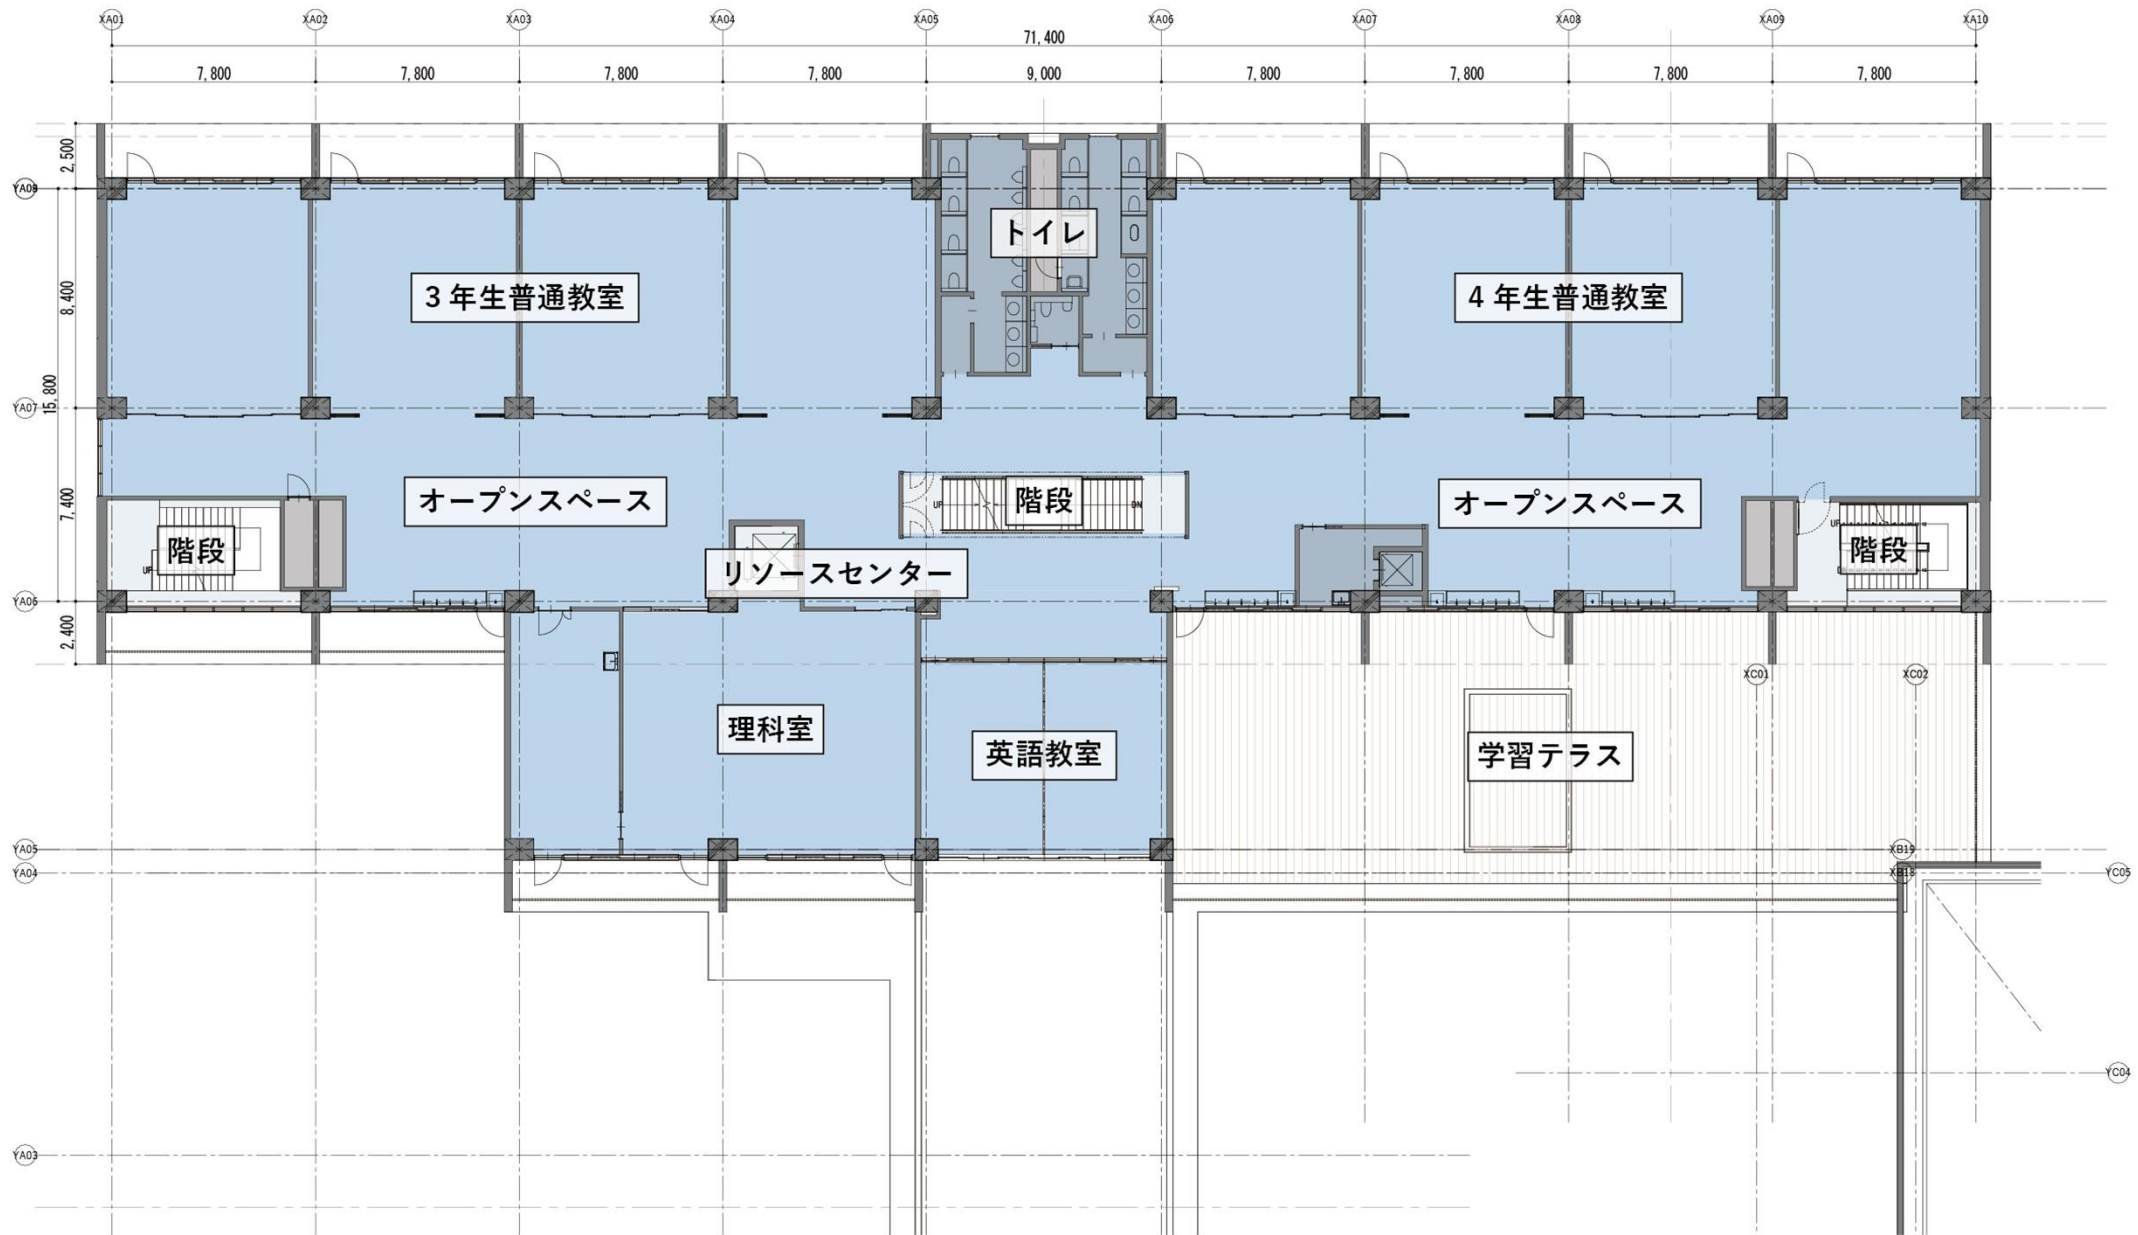 XA01 XA02 XA03 XA04 XA05 XA06 XA07 XA08 XA09 XA10
71,400
7,800 7,800 7,800 7,800 9,000 7,800 7,800 7,800 7,800
2,500
トイレ
8,400
3年生普通教室
4年生普通教室
15,800
YA07
7,400
オープンスペース
UP
階段
DN
オープンスペース
UP
階段
UP
階段
リソースセンター
YA06
2,400
XC01 XC02
理科室
英語教室
学習テラス
YA05
XB19
YA04
XB18
YC05
YC04
YA03